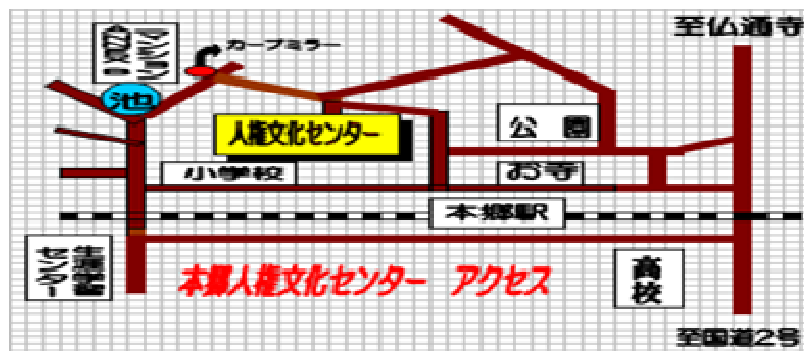 至仏通寺
カーブミラー
マンション
池
人権文化センター
公園
小学校
お寺
本郷駅
生涯学習
センター
高校
本郷人権文化センター アクセス
至国道2号